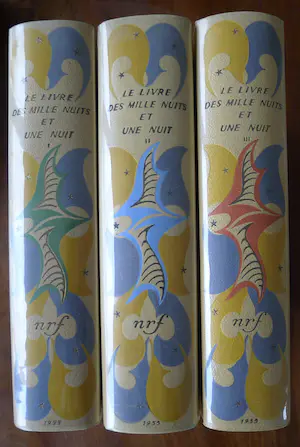 LE LIVRE
DES MILLE NUITS
ET
UNE NUIT
I
nrf
1955
LE LIVRE
DES MILLE NUITS
ET
UNE NUIT
II
nrf
1955
LE LIVRE
DES MILLE NUITS
ET
UNE NUIT
III
nrf
1955